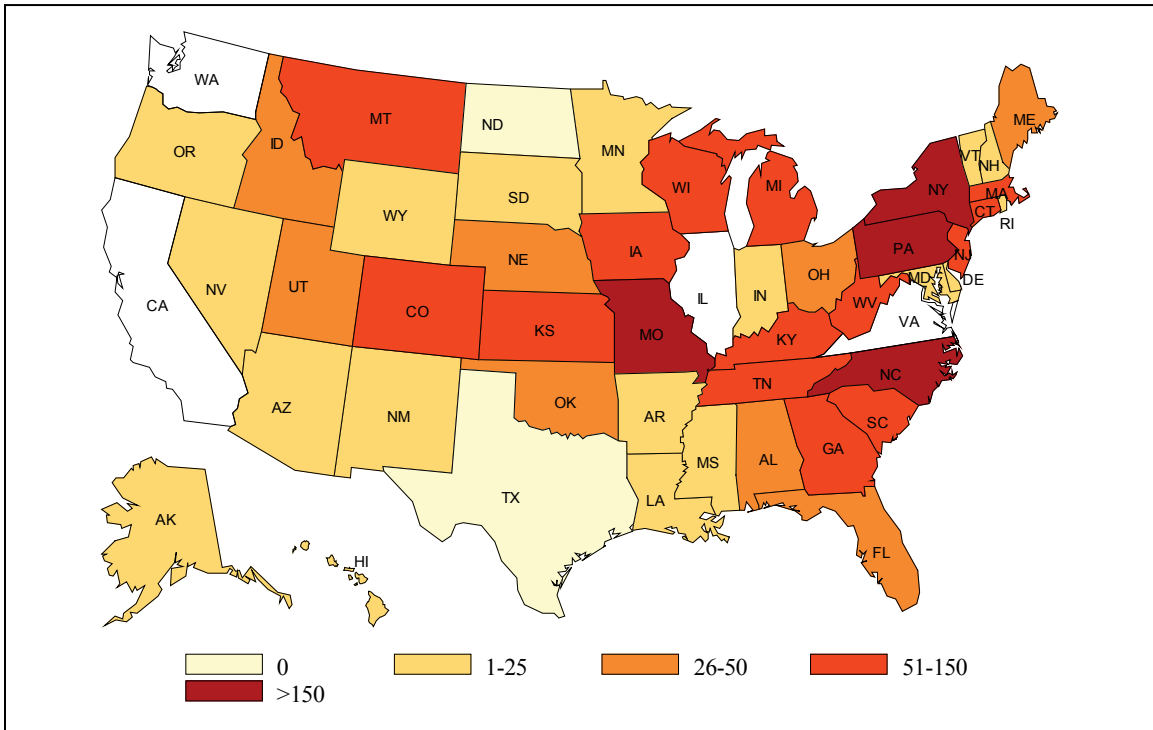 WA
MT
ND
ME
OR
ID
MN
VT
NH
WI
MI
NY
MA
SD
WY
CT
RI
IA
PA
NJ
NE
NV
UT
OH
IN
MD
DE
CA
IL
WV
CO
VA
KS
MO
KY
NC
TN
AZ
NM
OK
AR
SC
GA
MS
AL
TX
LA
AK
HI
FL
0
1-25
26-50
51-150
>150